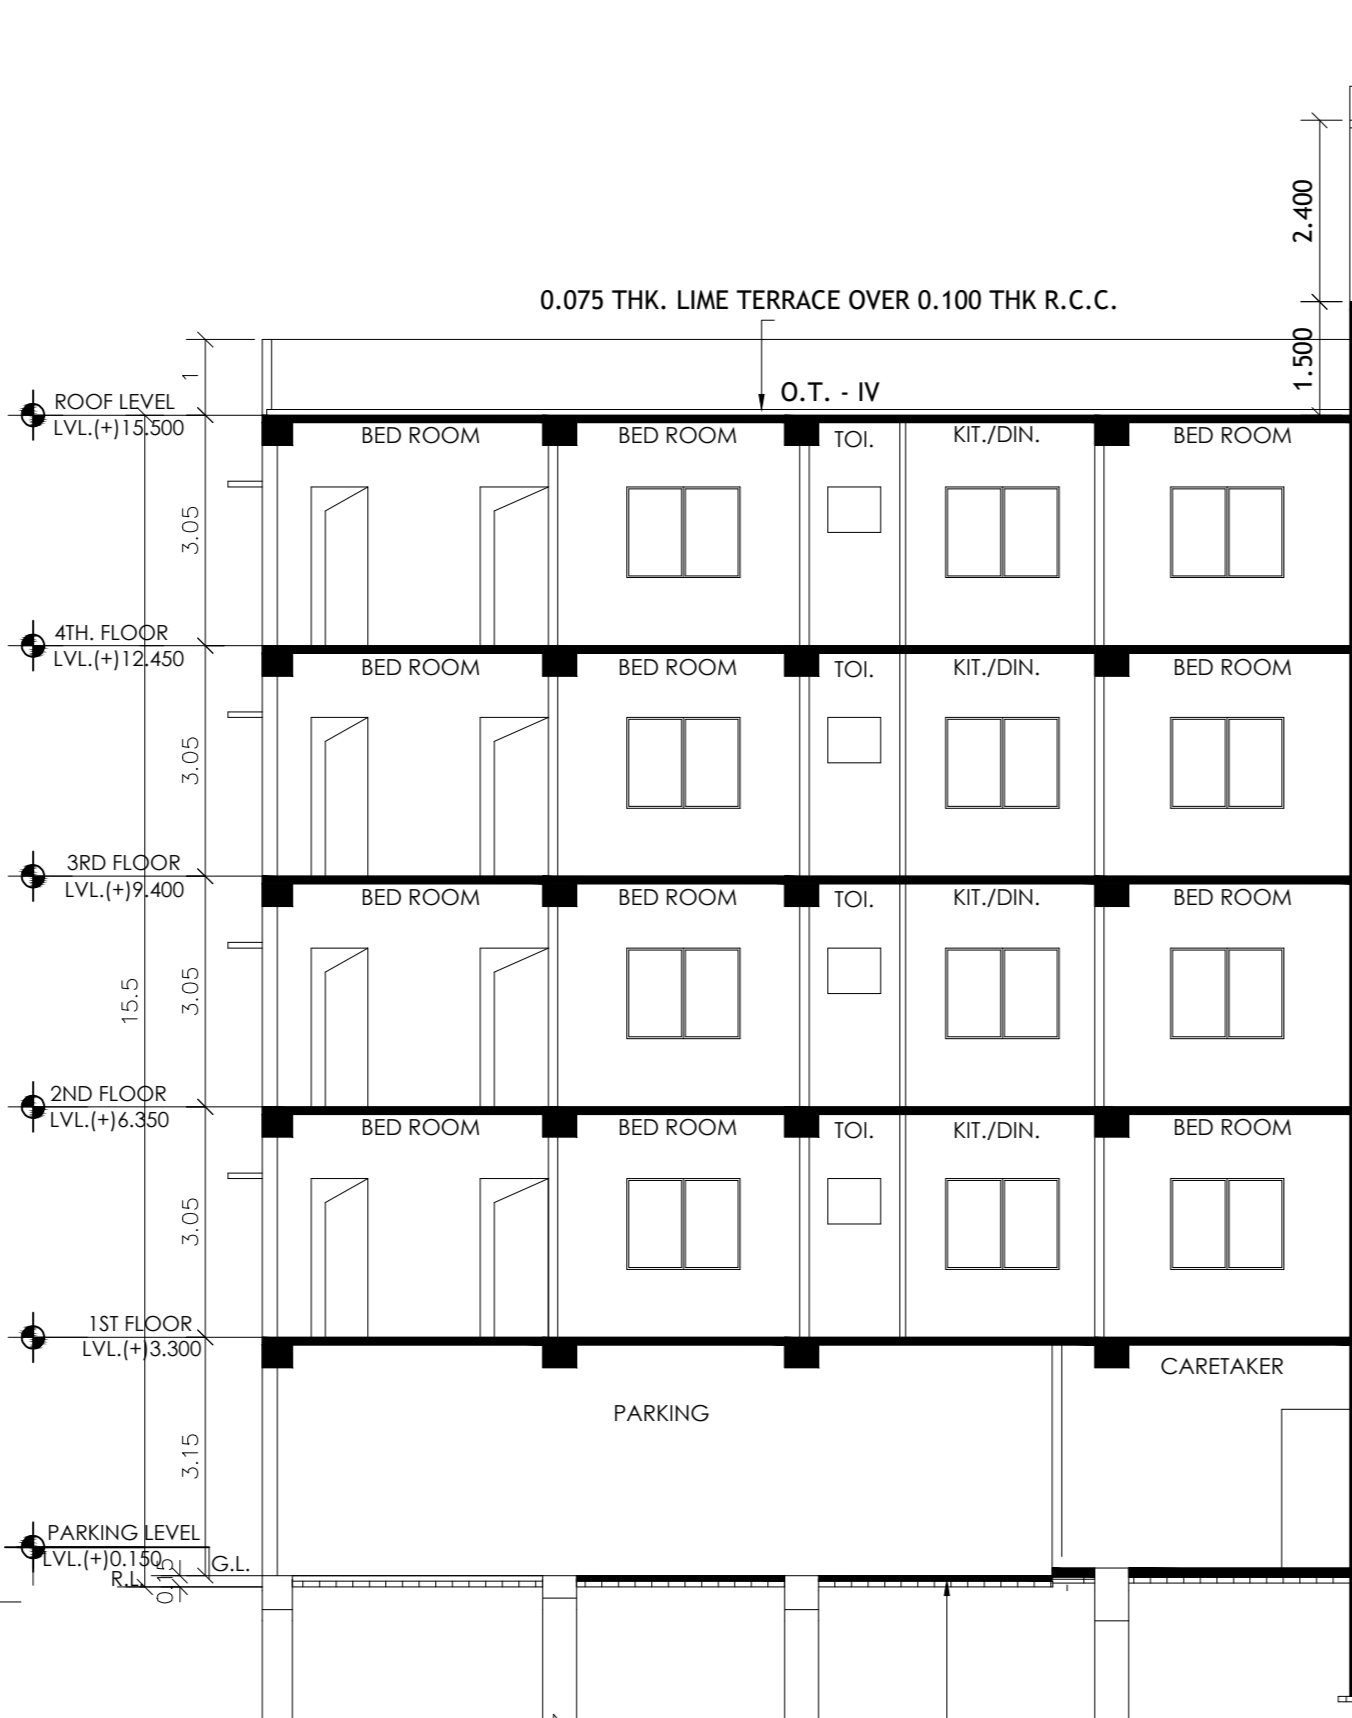 2.400
0.075 THK. LIME TERRACE OVER 0.100 THK R.C.C.
1.500
1
O.T. - IV
ROOF LEVEL
LVL.(+)15.500
BED ROOM BED ROOM TOI. KIT./DIN. BED ROOM
3.05
4TH. FLOOR
LVL.(+)12.450
BED ROOM BED ROOM TOI. KIT./DIN. BED ROOM
3.05
3RD FLOOR
LVL.(+)9.400
BED ROOM BED ROOM TOI. KIT./DIN. BED ROOM
15.5
3.05
2ND FLOOR
LVL.(+)6.350
BED ROOM BED ROOM TOI. KIT./DIN. BED ROOM
3.05
1ST FLOOR
LVL.(+)3.300
CARETAKER
PARKING
3.15
PARKING LEVEL
LVL.(+)0.150
G.L.
R.L.
0.15